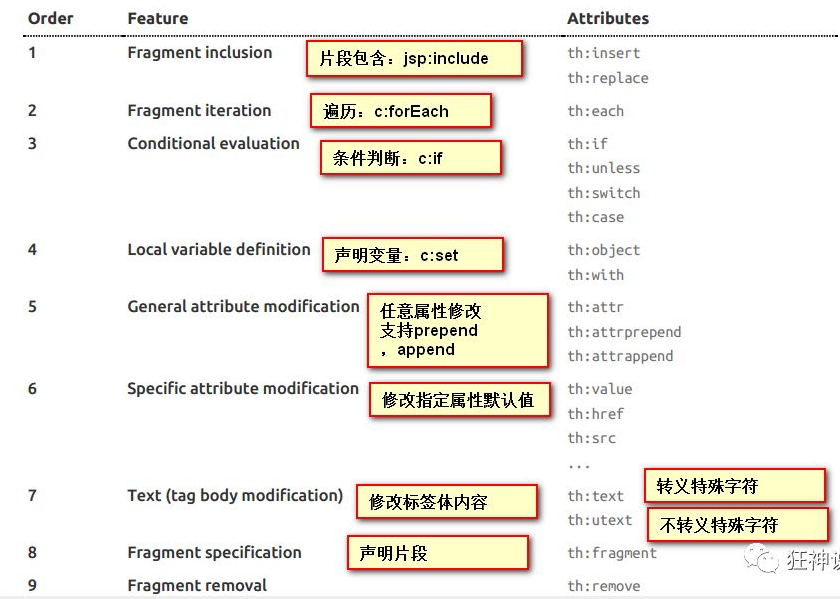 Order Feature Attributes
1 Fragment inclusion 片段包含：jsp:include th:insert
th:replace
2 Fragment iteration 遍历：c:forEach th:each
3 Conditional evaluation 条件判断：c:if th:if
th:unless
th:switch
th:case
4 Local variable definition 声明变量：c:set th:object
th:with
5 General attribute modification 任意属性修改 th:attr
支持prepend th:attrprepend
，append th:attrappend
6 Specific attribute modification 修改指定属性默认值 th:value
th:href
th:src
...
7 Text (tag body modification) 修改标签体内容 th:text 转义特殊字符
th:utext 不转义特殊字符
8 Fragment specification 声明片段 th:fragment
狂神说
9 Fragment removal th:remove